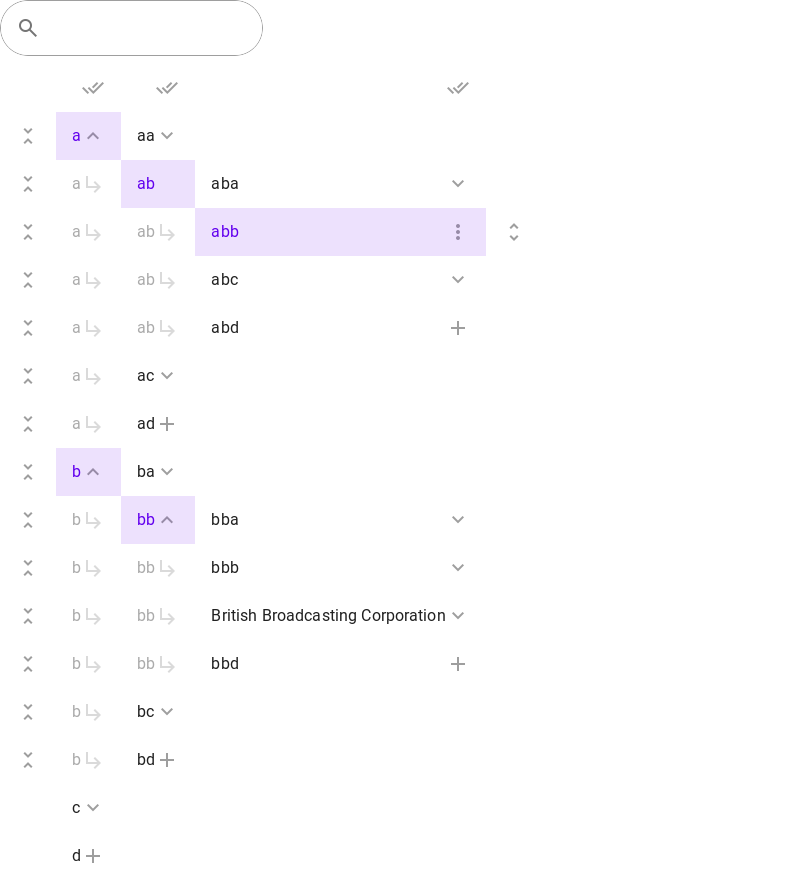 a aa
a ab aba
a ab abb
a ab abc
a ab abd
a ac
a ad
b ba
b bb bba
b bb bbb
b bb British Broadcasting Corporation
b bb bbd
b bc
b bd
c
d